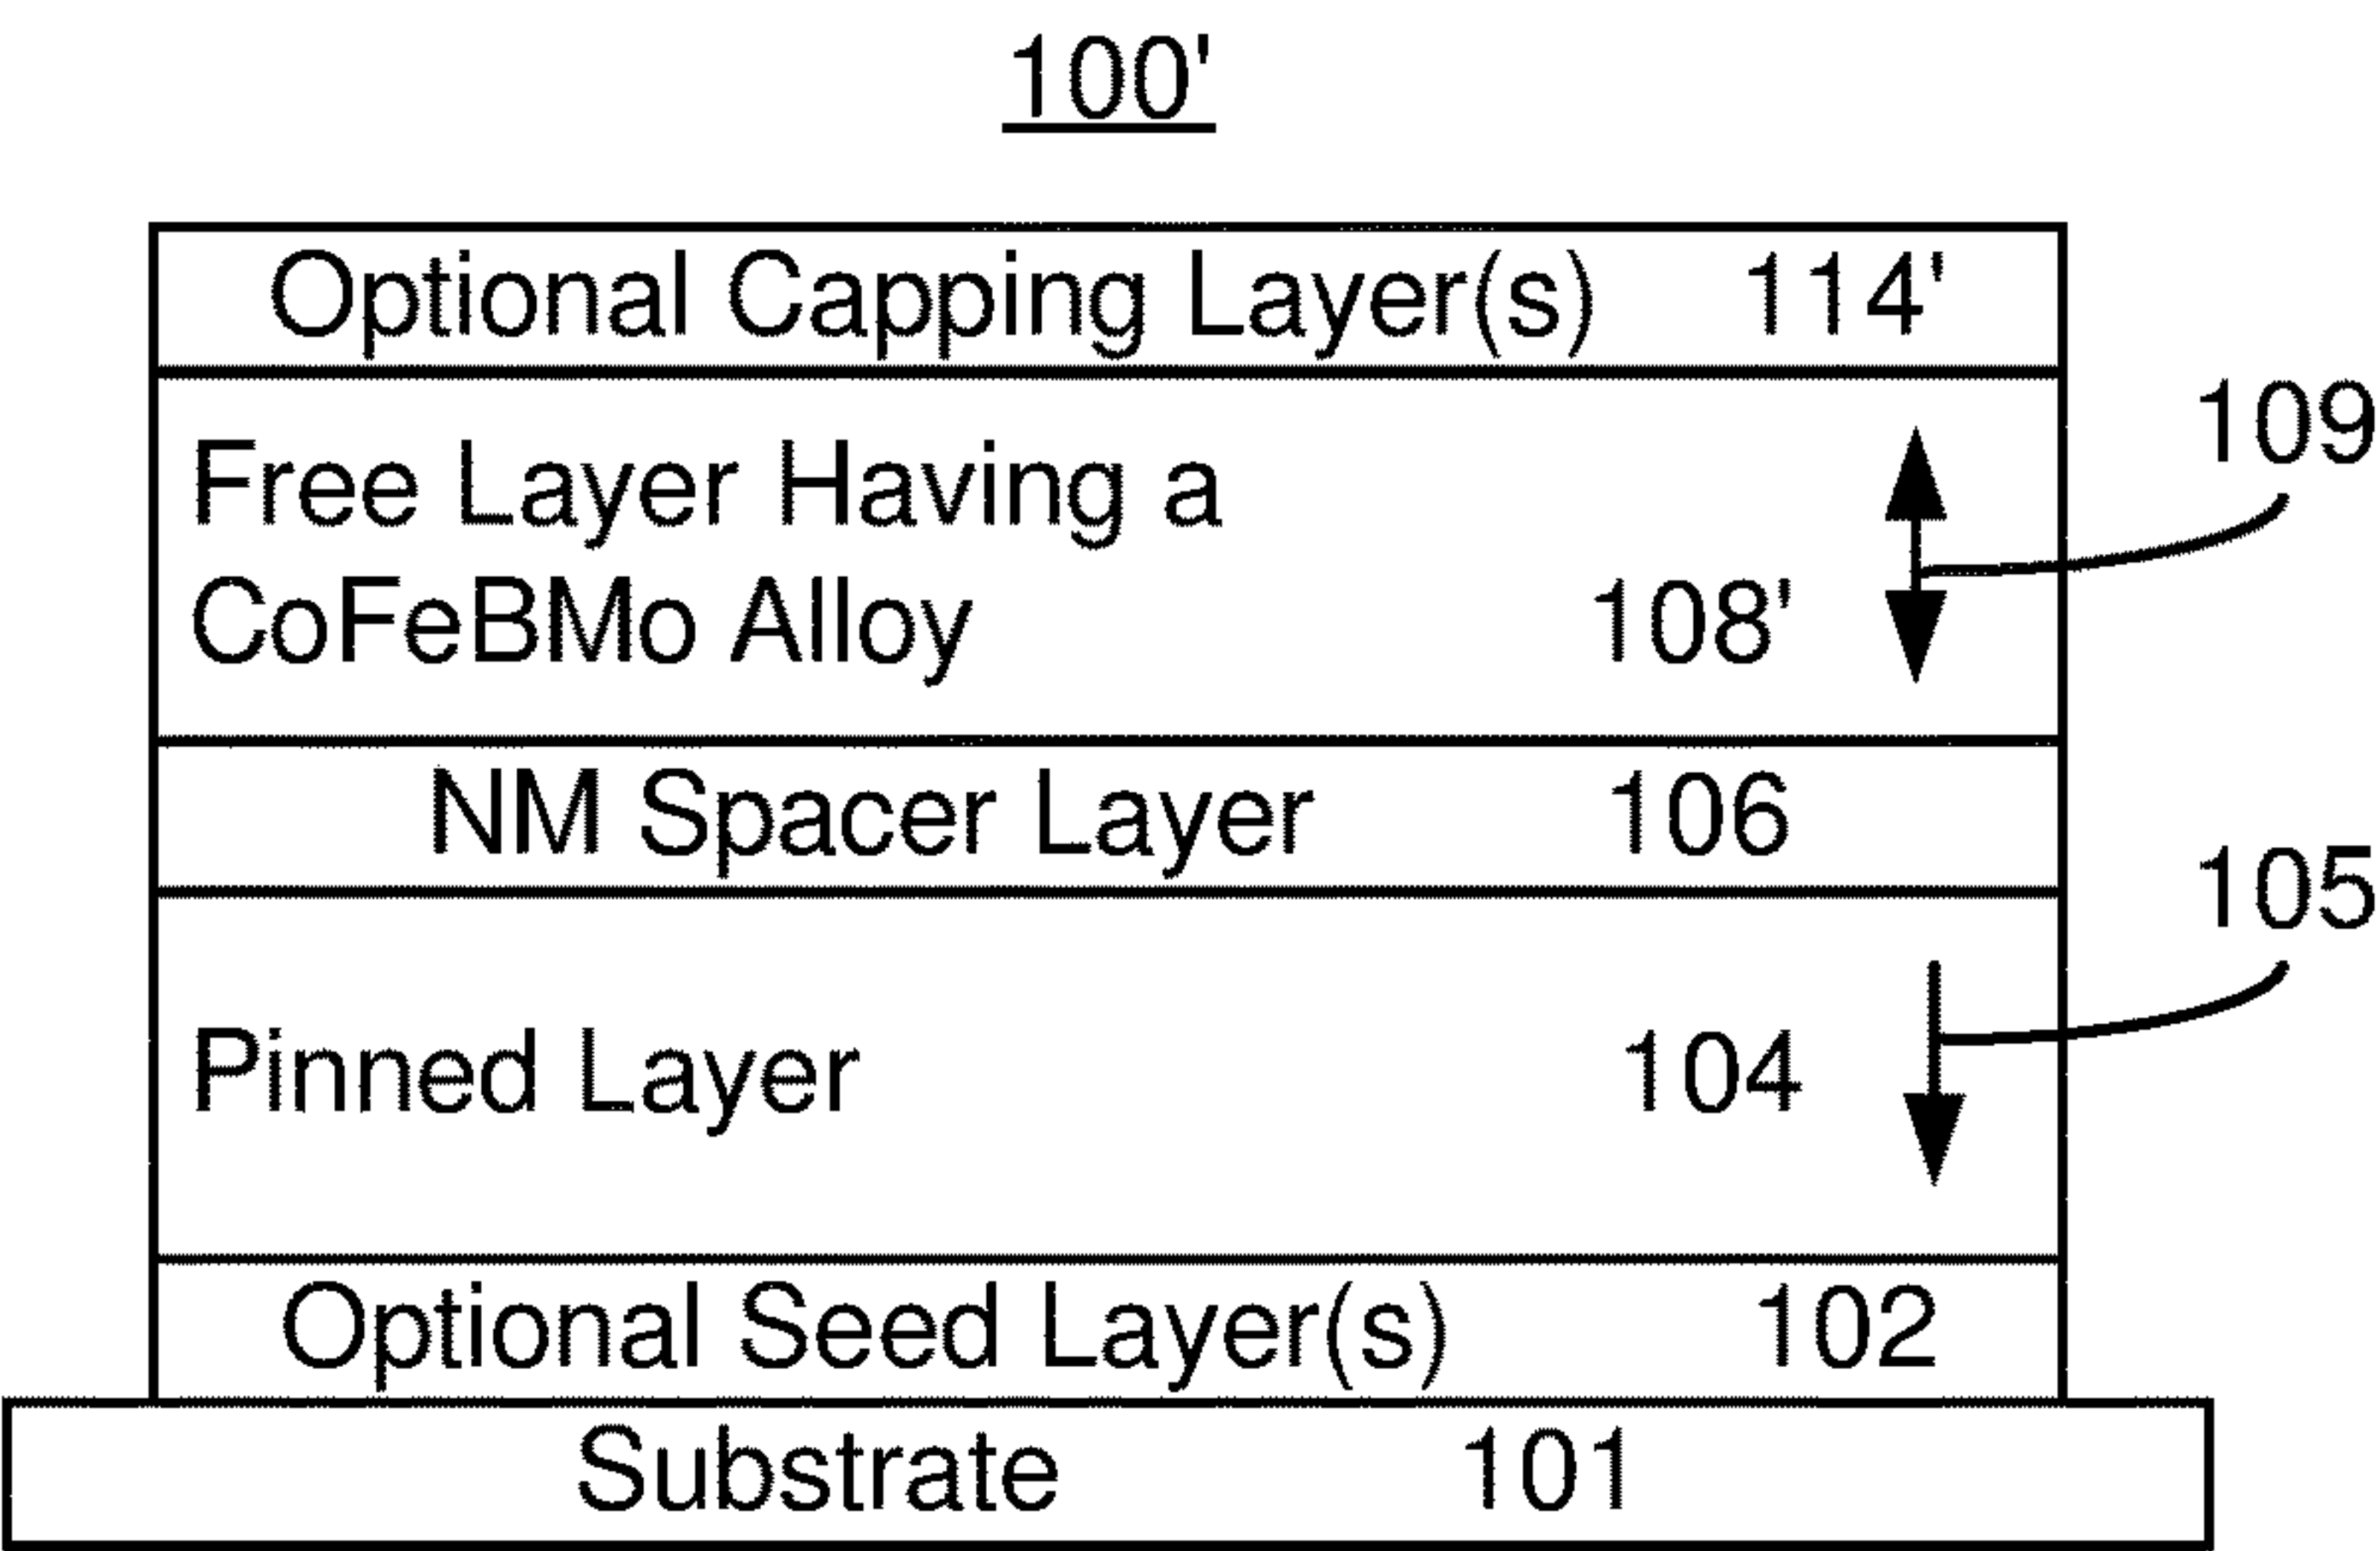 100'
Optional Capping Layer(s) 114'
109
Free Layer Having a
CoFeBMo Alloy 108'
NM Spacer Layer 106
105
Pinned Layer 104
Optional Seed Layer(s) 102
Substrate 101